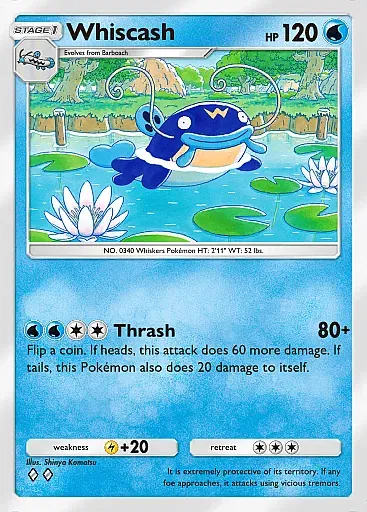 STAGE 1
Whiscash
HP 120
Evolves from Barboach
NO. 0340 Whiskers Pokémon HT: 2'11" WT: 52 lbs.
Thrash 80+
Flip a coin. If heads, this attack does 60 more damage. If
tails, this Pokémon also does 20 damage to itself.
weakness +20 retreat
Illus. Shinya Komatsu
It is extremely protective of its territory. If any
foe approaches, it attacks using vicious tremors.